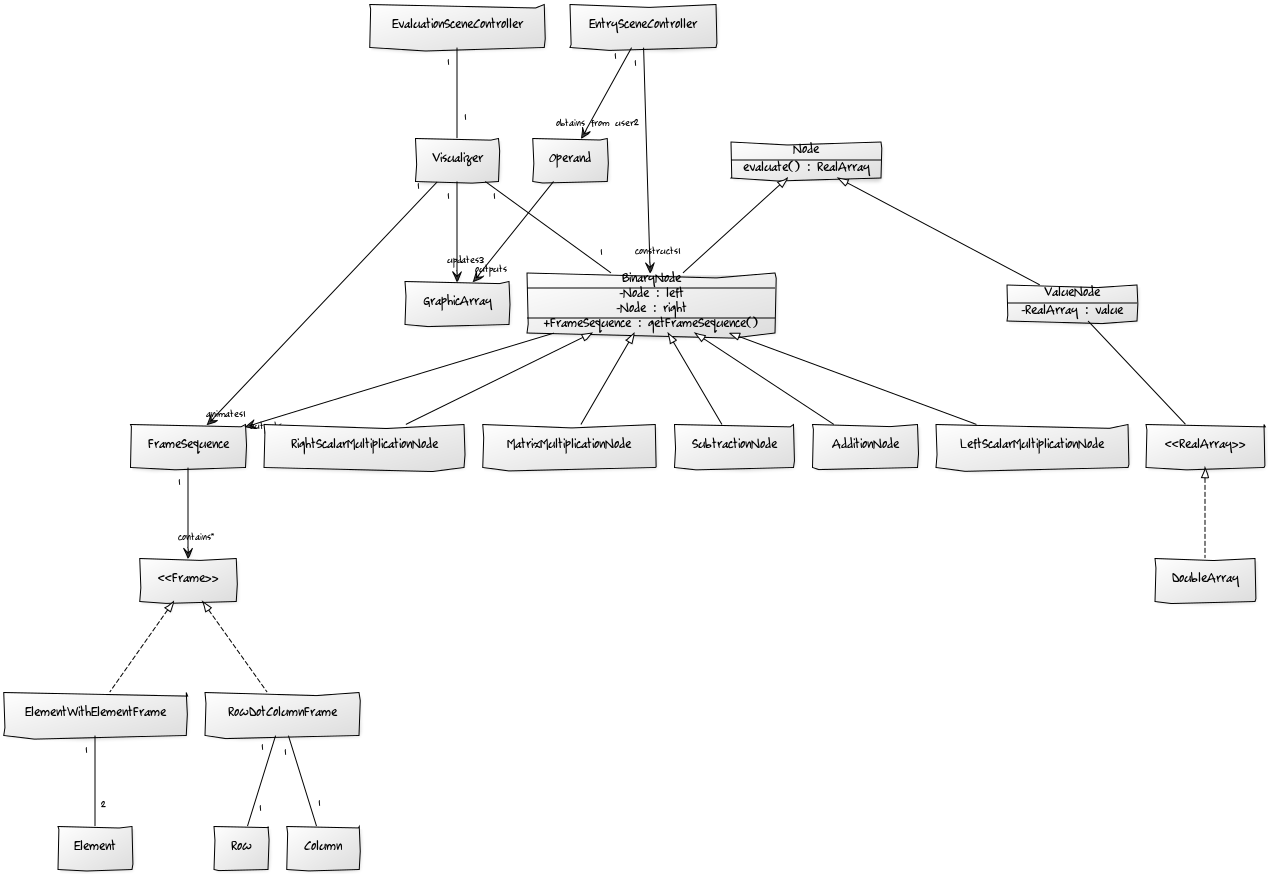 EvaluationSceneController
EntrySceneController
1
1
1
1
obtains from user2
Visualizer
Operand
Node
evaluate() : RealArray
1
1
1
1
updates3
outputs
constructs1
GraphicArray
BinaryNode
-Node : left
-Node : right
+FrameSequence : getFrameSequence()
ValueNode
-RealArray : value
animates1
FrameSequence
RightScalarMultiplicationNode
MatrixMultiplicationNode
SubtractionNode
AdditionNode
LeftScalarMultiplicationNode
<<RealArray>>
1
contains*
<<Frame>>
DoubleArray
ElementWithElementFrame
RowDotColumnFrame
1
1
1
2
1
1
Element
Row
Column